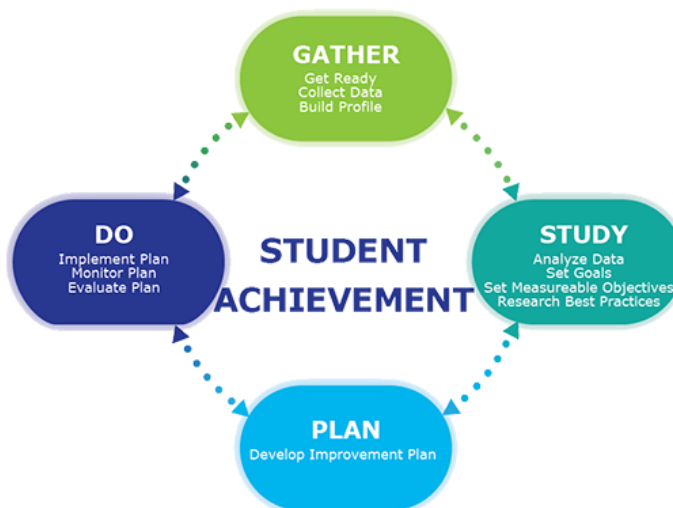 GATHER
Get Ready
Collect Data
Build Profile
DO
Implement Plan
Monitor Plan
Evaluate Plan
STUDENT
ACHIEVEMENT
STUDY
Analyze Data
Set Goals
Set Measureable Objectives
Research Best Practices
PLAN
Develop Improvement Plan